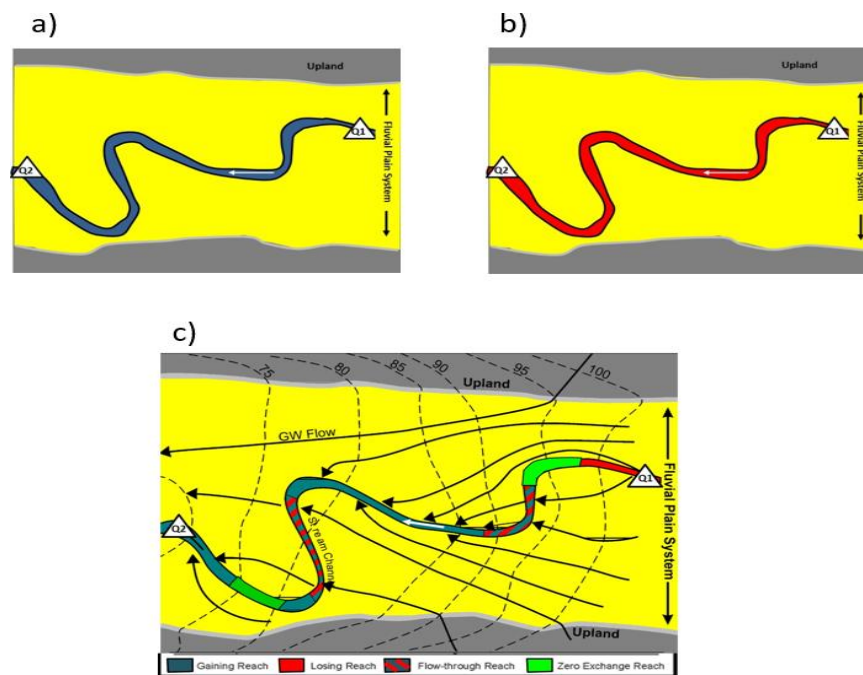 a)
Upland
Q1
Q2
Fluvial Plain System
b)
Upland
Q1
Q2
Fluvial Plain System
c)
75
80
85
90
95
100
Upland
GW Flow
Q1
Stream Channel
Q2
Fluvial Plain System
Upland
Gaining Reach
Losing Reach
Flow-through Reach
Zero Exchange Reach